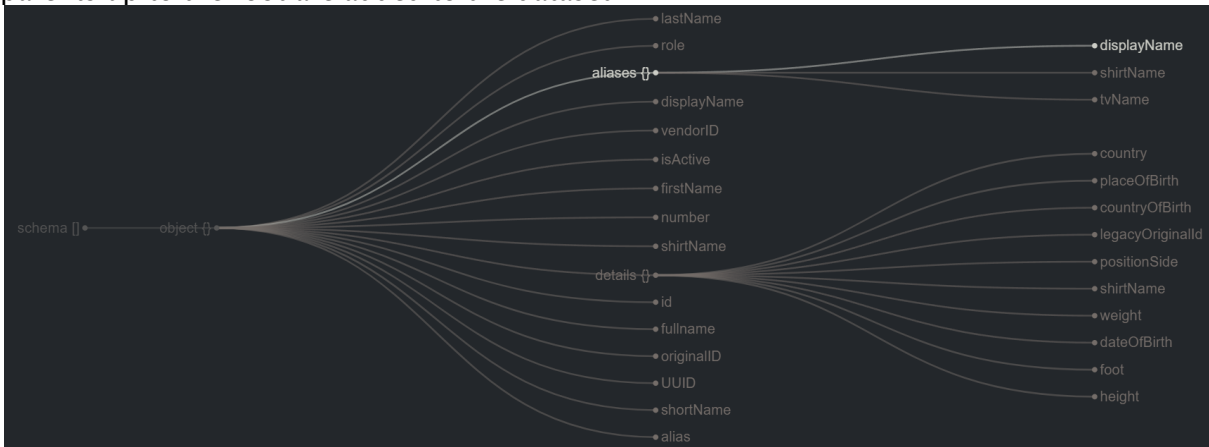 schema []
object {}
lastName
role
aliases {}
displayName
vendorID
isActive
firstName
number
shirtName
details {}
id
fullname
originalID
UUID
shortName
alias
displayName
shirtName
tvName
country
placeOfBirth
countryOfBirth
legacyOriginalId
positionSide
shirtName
weight
dateOfBirth
foot
height